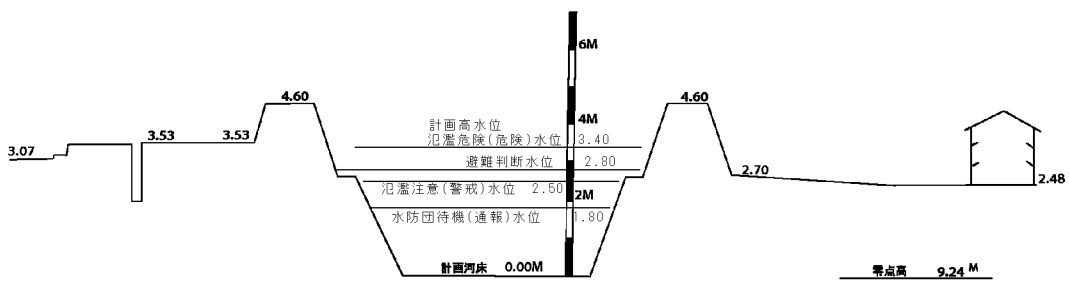 6M
4.60
4.60
4M
計画高水位
氾濫危険(危険)水位 3.40
3.53 3.53
3.07
避難判断水位 2.80
2.70
2.48
氾濫注意(警戒)水位 2.50
2M
水防団待機(通報)水位 1.80
計画河床 0.00M
零点高 9.24 M